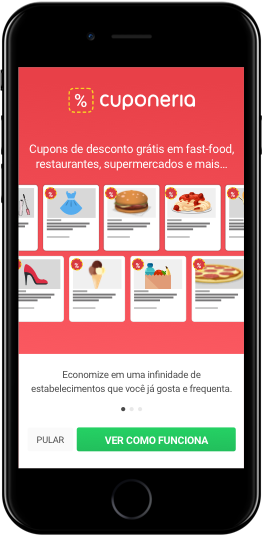 % cuponeria
Cupons de desconto grátis em fast-food,
restaurantes, supermercados e mais...
Economize em uma infinidade de
estabelecimentos que você já gosta e frequenta.
PULAR
VER COMO FUNCIONA